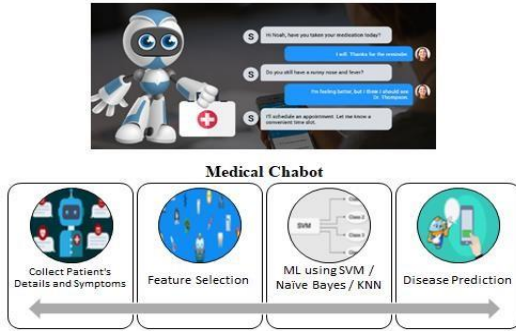 S Hi Noah, have you taken your medication today?
I will. Thanks for the reminder.
S Do you still have a runny nose and fever?
I'm feeling better, but I think I should see
Dr. Thompson.
S I'll schedule an appointment. Let me know a
convenient time slot.
Medical Chabot
SVM
Class 2
Class 3
Collect Patient's
Details and Symptoms
Feature Selection
ML using SVM /
Naïve Bayes / KNN
Disease Prediction